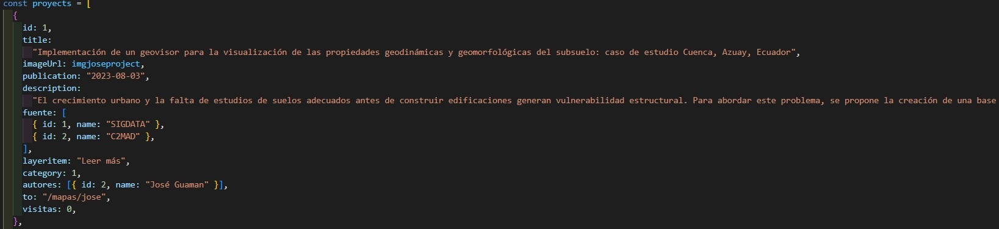 const proyects = [
{
id: 1,
title:
"Implementación de un geovisor para la visualización de las propiedades geodinámicas y geomorfológicas del subsuelo: caso de estudio Cuenca, Azuay, Ecuador",
imageUrl: imgjoseproject,
publication: "2023-08-03",
description:
"El crecimiento urbano y la falta de estudios de suelos adecuados antes de construir edificaciones generan vulnerabilidad estructural. Para abordar este problema, se propone la creación de una base
fuente: [
{ id: 1, name: "SIGDATA" },
{ id: 2, name: "C2MAD" },
],
layeritem: "Leer más",
category: 1,
autores: [{ id: 2, name: "José Guaman" }],
to: "/mapas/jose",
visitas: 0,
},